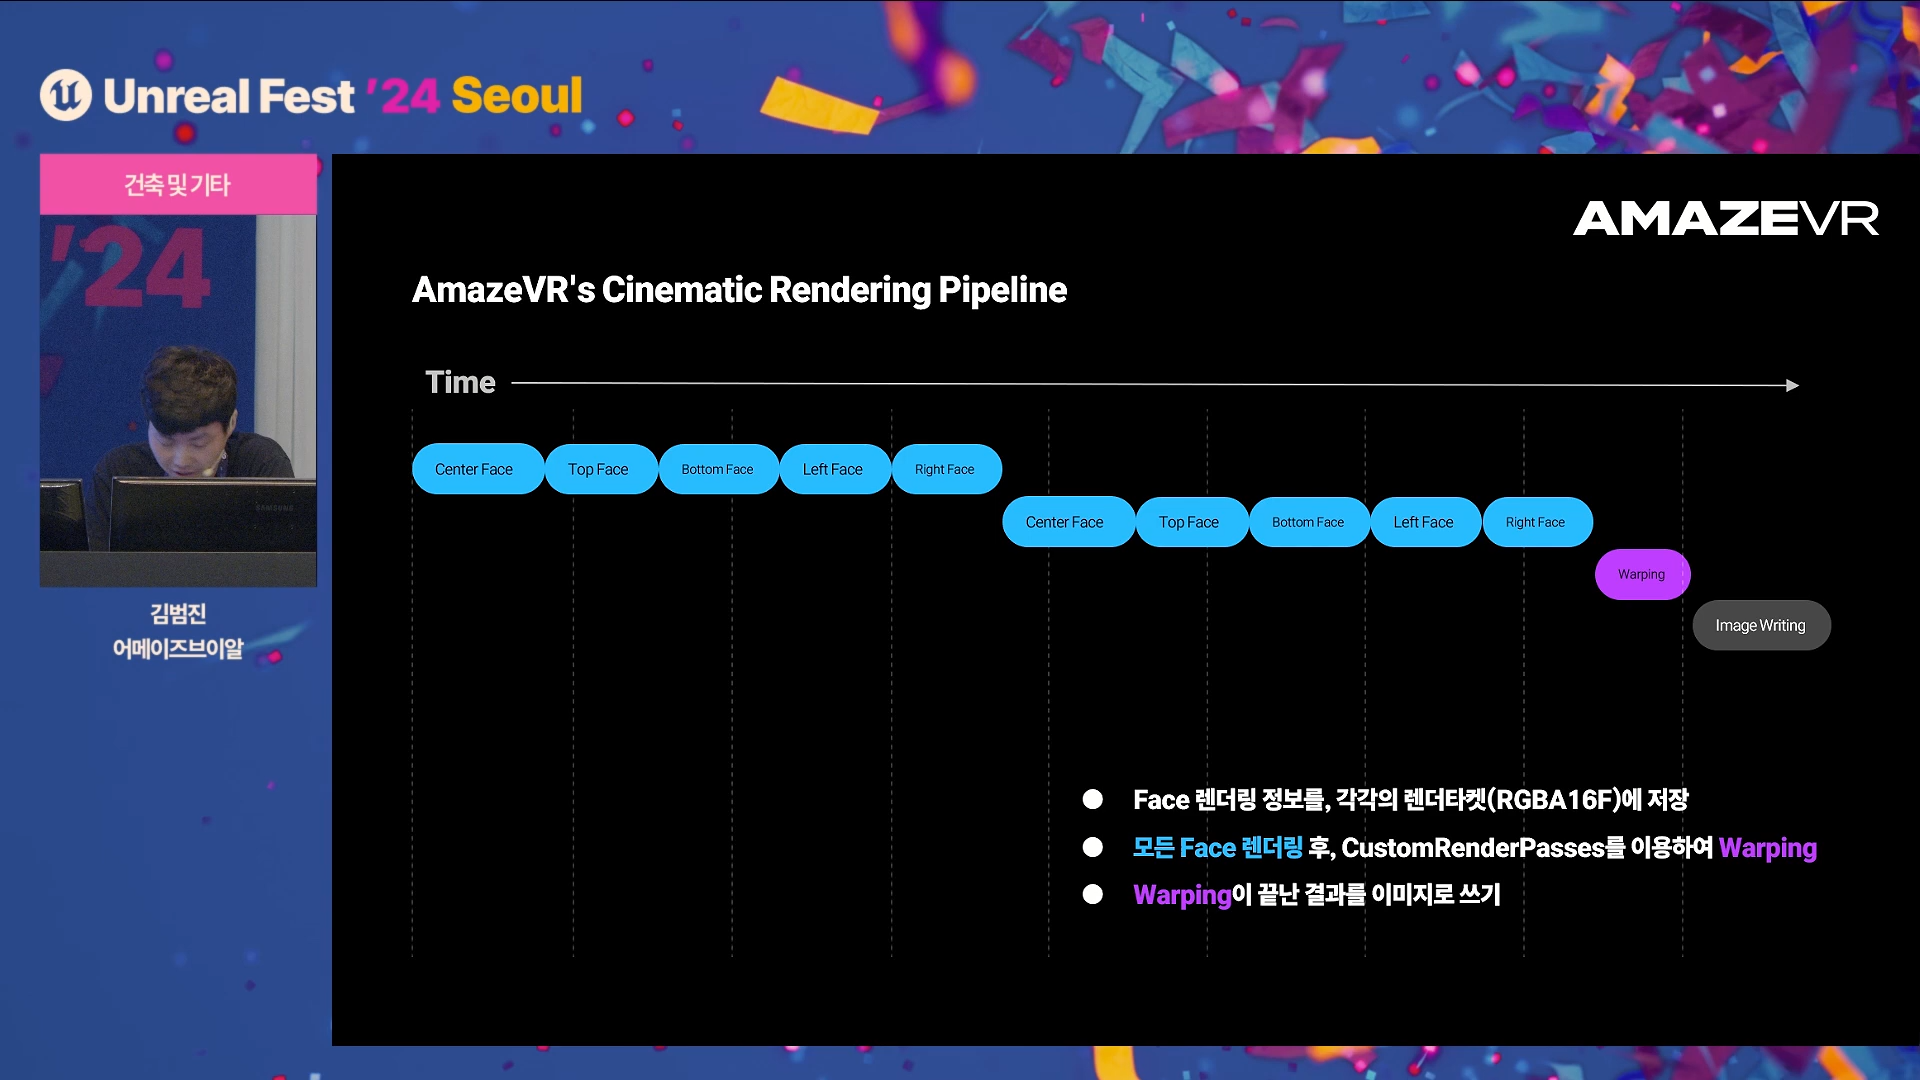 Unreal Fest '24 Seoul
건축 및 기타
'24
SAMSUNG
김범진
어메이즈브이알
AMAZEVR
AmazeVR's Cinematic Rendering Pipeline
Time
Center Face
Top Face
Bottom Face
Left Face
Right Face
Center Face
Top Face
Bottom Face
Left Face
Right Face
Warping
Image Writing
Face 렌더링 정보를, 각각의 렌더타켓(RGBA16F)에 저장
모든 Face 렌더링 후, CustomRenderPasses를 이용하여 Warping
Warping이 끝난 결과를 이미지로 쓰기